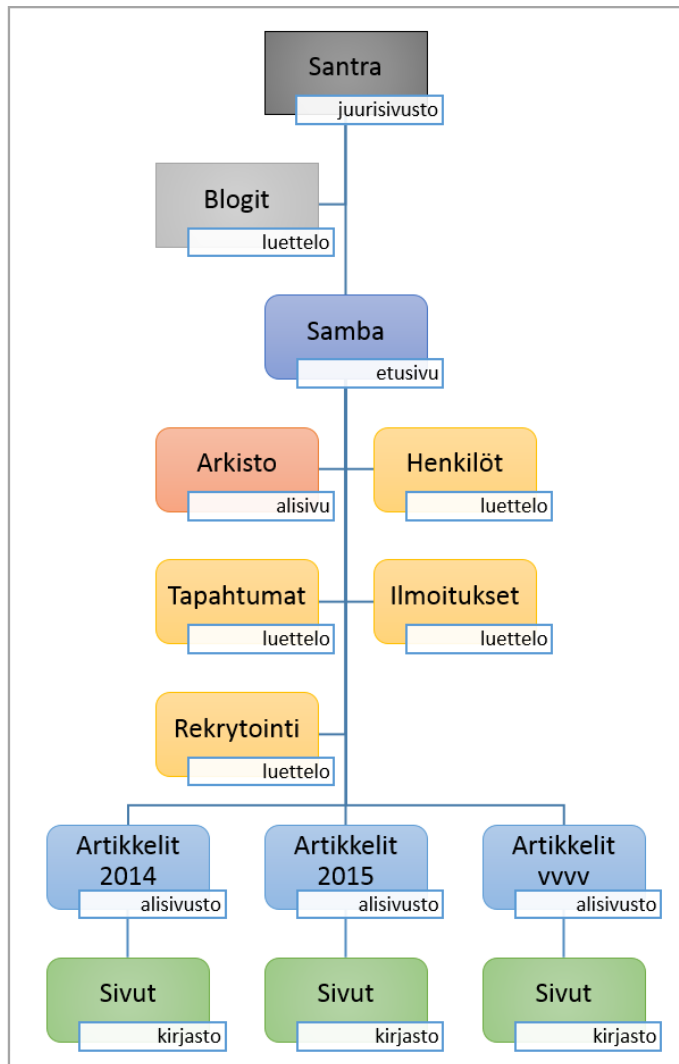 Santra
juurisivusto
Blogit
luettelo
Samba
etusivu
Arkisto
alisivu
Henkilöt
luettelo
Tapahtumat
luettelo
Ilmoitukset
luettelo
Rekrytointi
luettelo
Artikkelit
2014
alisivusto
Artikkelit
2015
alisivusto
Artikkelit
vvvv
alisivusto
Sivut
kirjasto
Sivut
kirjasto
Sivut
kirjasto